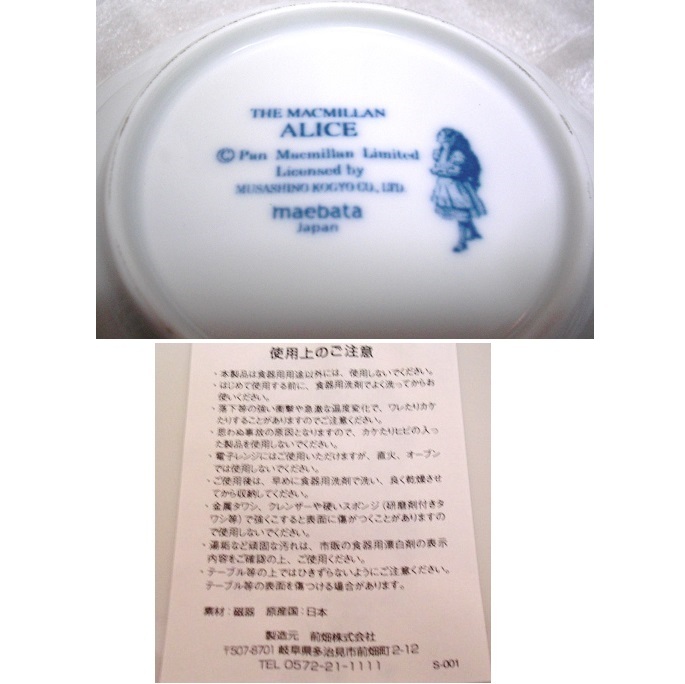 THE MACMILLAN
ALICE
© Pan Macmillan Limited
Licensed by
MUSASHINO KOGYO CO., LTD.
maebata
Japan
使用上のご注意
・本製品は食器用用途以外には、使用しないでください。
・はじめて使用する前に、食器用洗剤でよく洗ってからお
使いください。
・落下等の強い衝撃や急激な温度変化で、ワレたりカケ
たりすることがありますのでご注意ください。
・思わぬ事故の原因となりますので、カケたりヒビの入っ
た製品を使用しないでください。
・電子レンジにはご使用いただけますが、直火、オーブン
では使用しないでください。
・ご使用後は、早めに食器用洗剤で洗い、良く乾燥させ
てから収納してください。
・金属タワシ、クレンザーや硬いスポンジ(研磨剤付きタ
ワシ等)で強くこすると表面に傷がつくことがありますの
で使用しないでください。
・湯垢など頑固な汚れは、市販の食器用漂白剤の表示
内容をご確認の上、ご使用ください。
・テーブル等の上ではひきずらないようにご注意ください。
テーブル等の表面を傷つける場合があります。
素材:磁器 原産国:日本
製造元 前畑株式会社
〒507-8701 岐阜県多治見市前畑町2-12
TEL 0572-21-1111
S-001